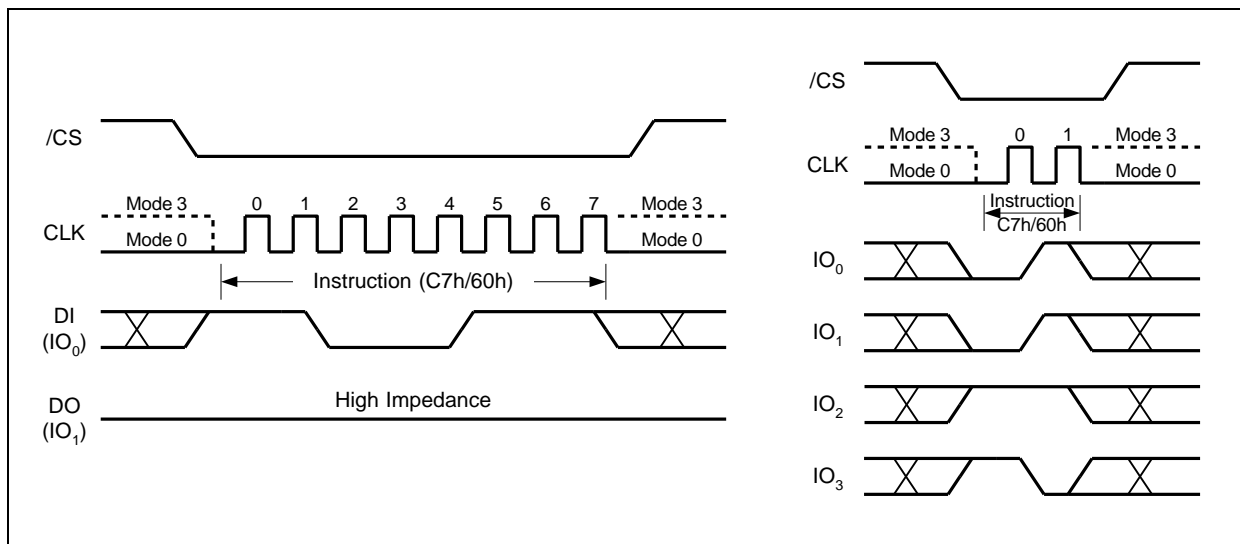 /CS
Mode 3 0 1 2 3 4 5 6 7 Mode 3
CLK Mode 0 Mode 0
Instruction (C7h/60h)
DI
(IO₀)
High Impedance
DO
(IO₁)
/CS
Mode 3 0 1 Mode 3
CLK Mode 0 Mode 0
Instruction
C7h/60h
IO₀
IO₁
IO₂
IO₃